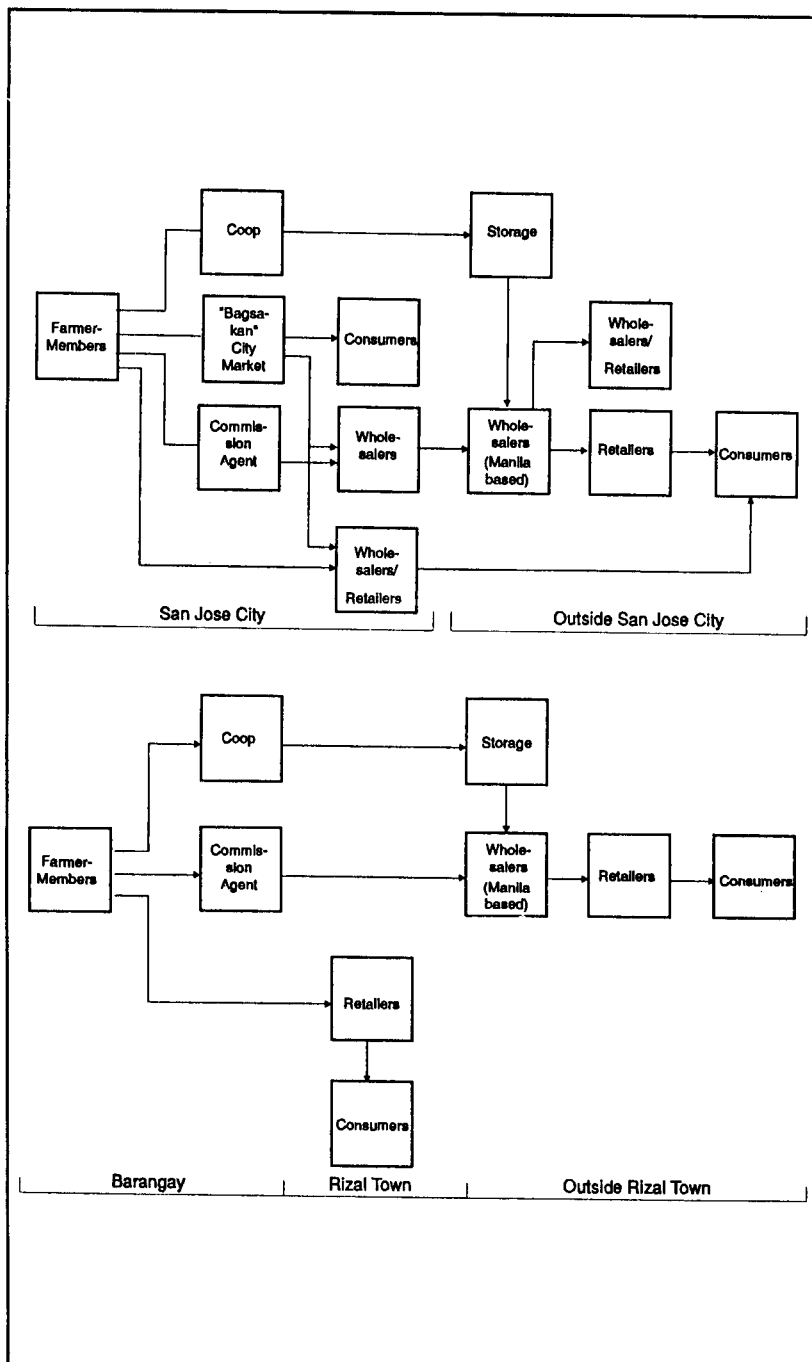 Coop
Storage
Farmer-
Members
"Bagsa-
kan"
City
Market
Consumers
Whole-
salers/
Retailers
Commis-
sion
Agent
Whole-
salers
Whole-
salers
(Manila
based)
Retailers
Consumers
Whole-
salers/
Retailers
San Jose City
Outside San Jose City
Coop
Storage
Farmer-
Members
Commis-
sion
Agent
Whole-
salers
(Manila
based)
Retailers
Consumers
Retailers
Consumers
Barangay
Rizal Town
Outside Rizal Town